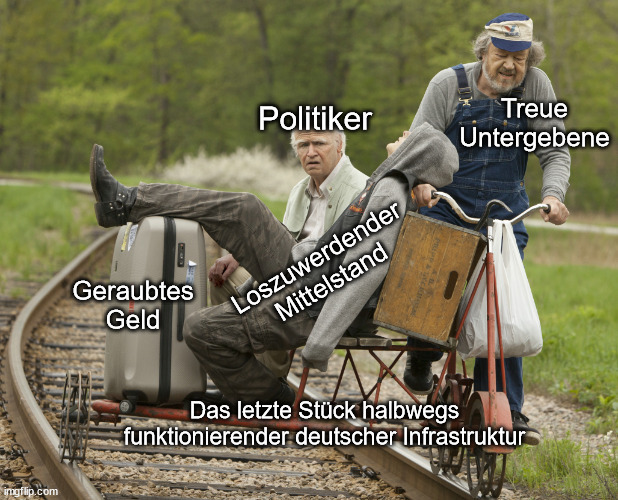 Politiker
Treue
Untergebene
Loszuwerdender
Mittelstand
Geraubtes
Geld
Das letzte Stück halbwegs
funktionierender deutscher Infrastruktur
imgflip.com